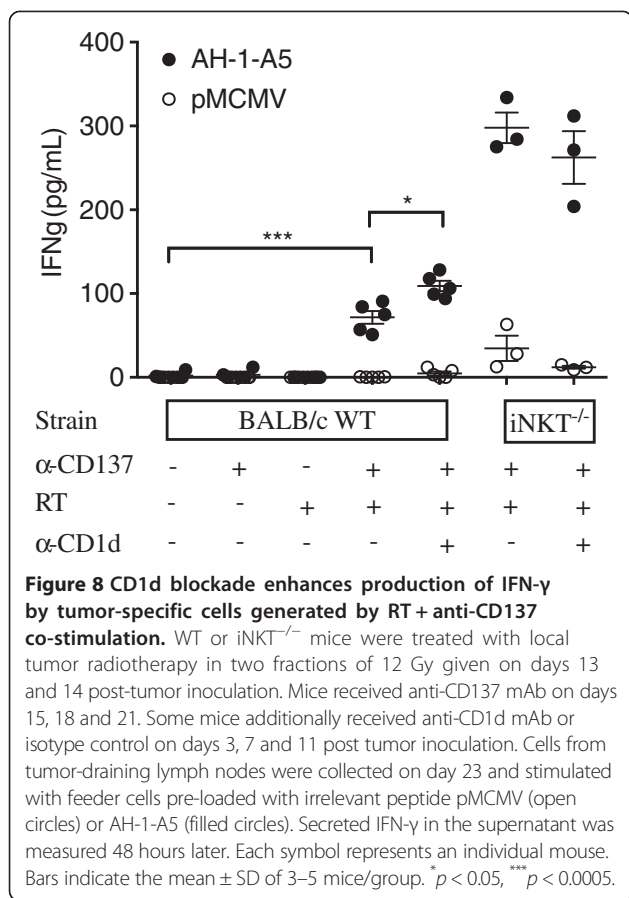 400
AH-1-A5
pMCMV
300
200
100
0
IFNg (pg/mL)
***
*
Strain BALB/c WT iNKT-/-
α-CD137 - + - + + + +
RT - - + + + + +
α-CD1d - - - - + - +
Figure 8 CD1d blockade enhances production of IFN-γ
by tumor-specific cells generated by RT + anti-CD137
co-stimulation. WT or iNKT−/− mice were treated with local
tumor radiotherapy in two fractions of 12 Gy given on days 13
and 14 post-tumor inoculation. Mice received anti-CD137 mAb on days
15, 18 and 21. Some mice additionally received anti-CD1d mAb or
isotype control on days 3, 7 and 11 post tumor inoculation. Cells from
tumor-draining lymph nodes were collected on day 23 and stimulated
with feeder cells pre-loaded with irrelevant peptide pMCMV (open
circles) or AH-1-A5 (filled circles). Secreted IFN-γ in the supernatant was
measured 48 hours later. Each symbol represents an individual mouse.
Bars indicate the mean ± SD of 3–5 mice/group. *p < 0.05, ***p < 0.0005.